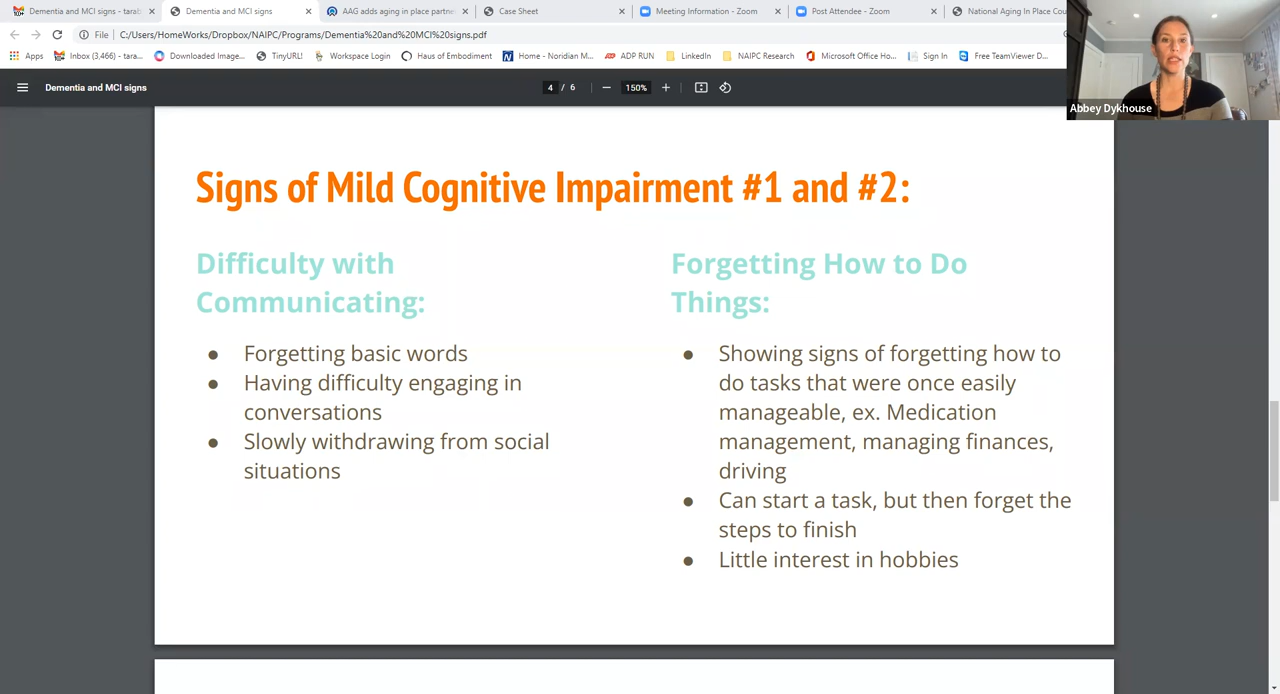 Dementia and MCI signs - tarab
Dementia and MCI signs
AAG adds aging in place partne
Case Sheet
Meeting Information - Zoom
Post Attendee - Zoom
National Aging In Place Cou
File
C:/Users/HomeWorks/Dropbox/NAIPC/Programs/Dementia%20and%20MCI%20signs.pdf
Apps
Inbox (3,466) - tara...
Downloaded Image...
TinyURL!
Workspace Login
Haus of Embodiment
Home - Noridian M...
ADP RUN
LinkedIn
NAIPC Research
Microsoft Office Ho...
Sign In
Free TeamViewer D...
Dementia and MCI signs
4 / 6
150%
Abbey Dykhouse
Signs of Mild Cognitive Impairment #1 and #2:
Difficulty with
Communicating:
● Forgetting basic words
● Having difficulty engaging in
conversations
● Slowly withdrawing from social
situations
Forgetting How to Do
Things:
● Showing signs of forgetting how to
do tasks that were once easily
manageable, ex. Medication
management, managing finances,
driving
● Can start a task, but then forget the
steps to finish
● Little interest in hobbies